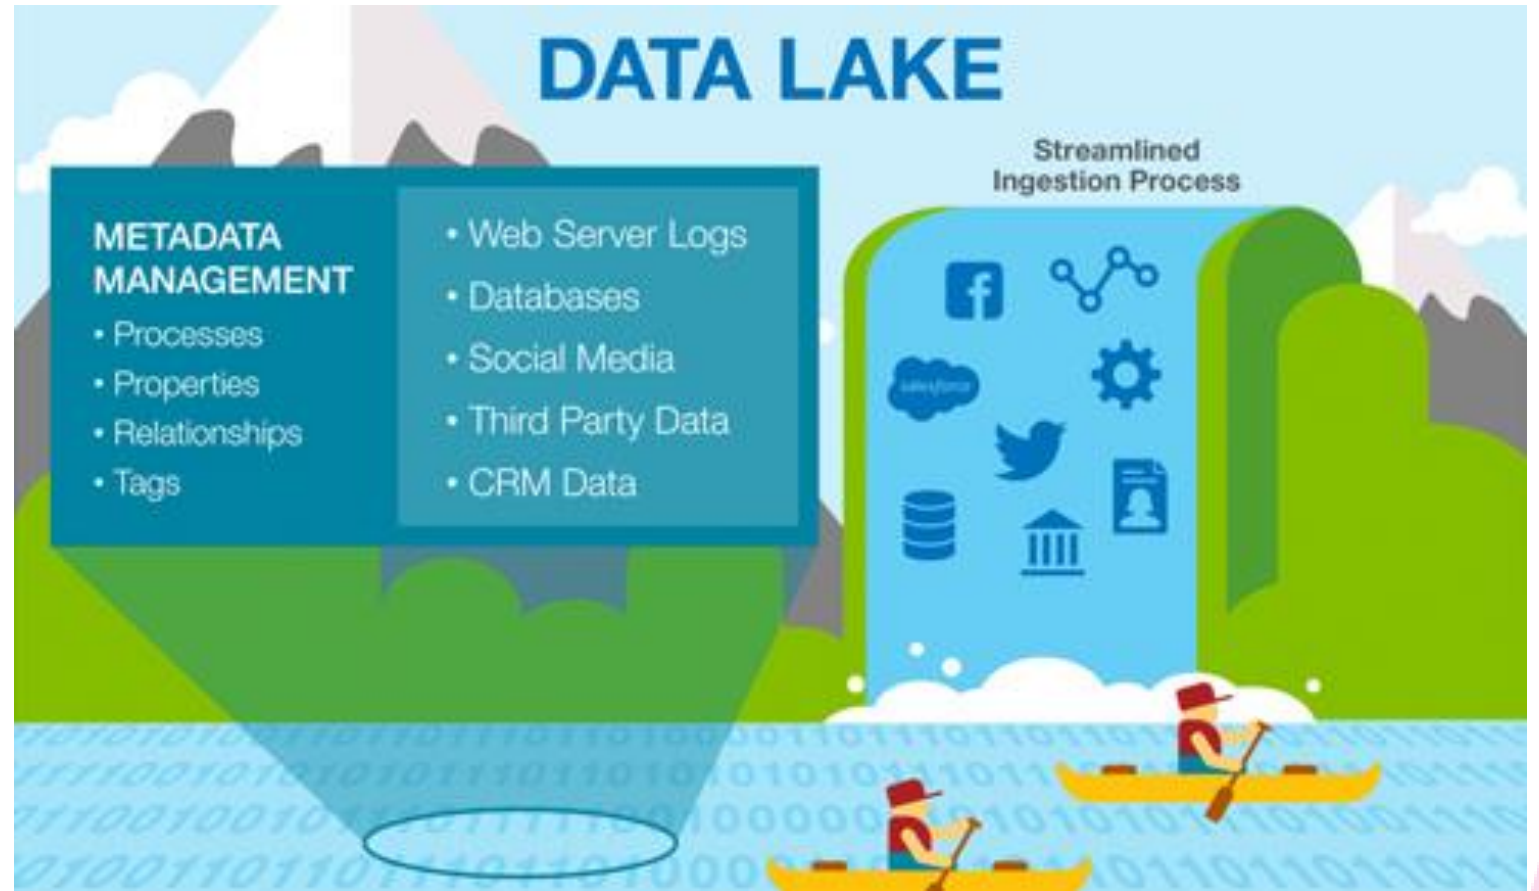 DATA LAKE
Streamlined
Ingestion Process
METADATA
MANAGEMENT
• Processes
• Properties
• Relationships
• Tags
• Web Server Logs
• Databases
• Social Media
• Third Party Data
• CRM Data
salesforce